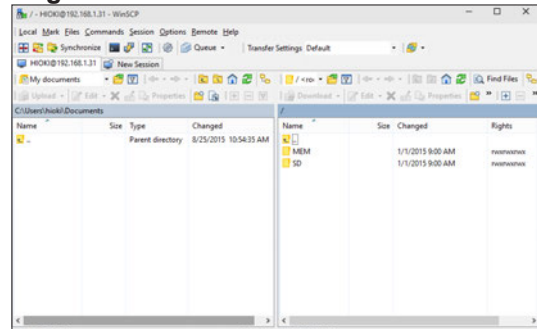 / - HIOKI@192.168.1.31 - WinSCP
Local Mark Files Commands Session Options Remote Help
Synchronize Queue Transfer Settings Default
HIOKI@192.168.1.31 New Session
My documents / <ro Find Files
Upload Edit Properties Download Edit Properties
C:\Users\hioki\Documents /
Name Size Type Changed Name Size Changed Rights
.. Parent directory 8/25/2015 10:54:35 AM ..
MEM 1/1/2015 9:00 AM rwxrwxrwx
SD 1/1/2015 9:00 AM rwxrwxrwx